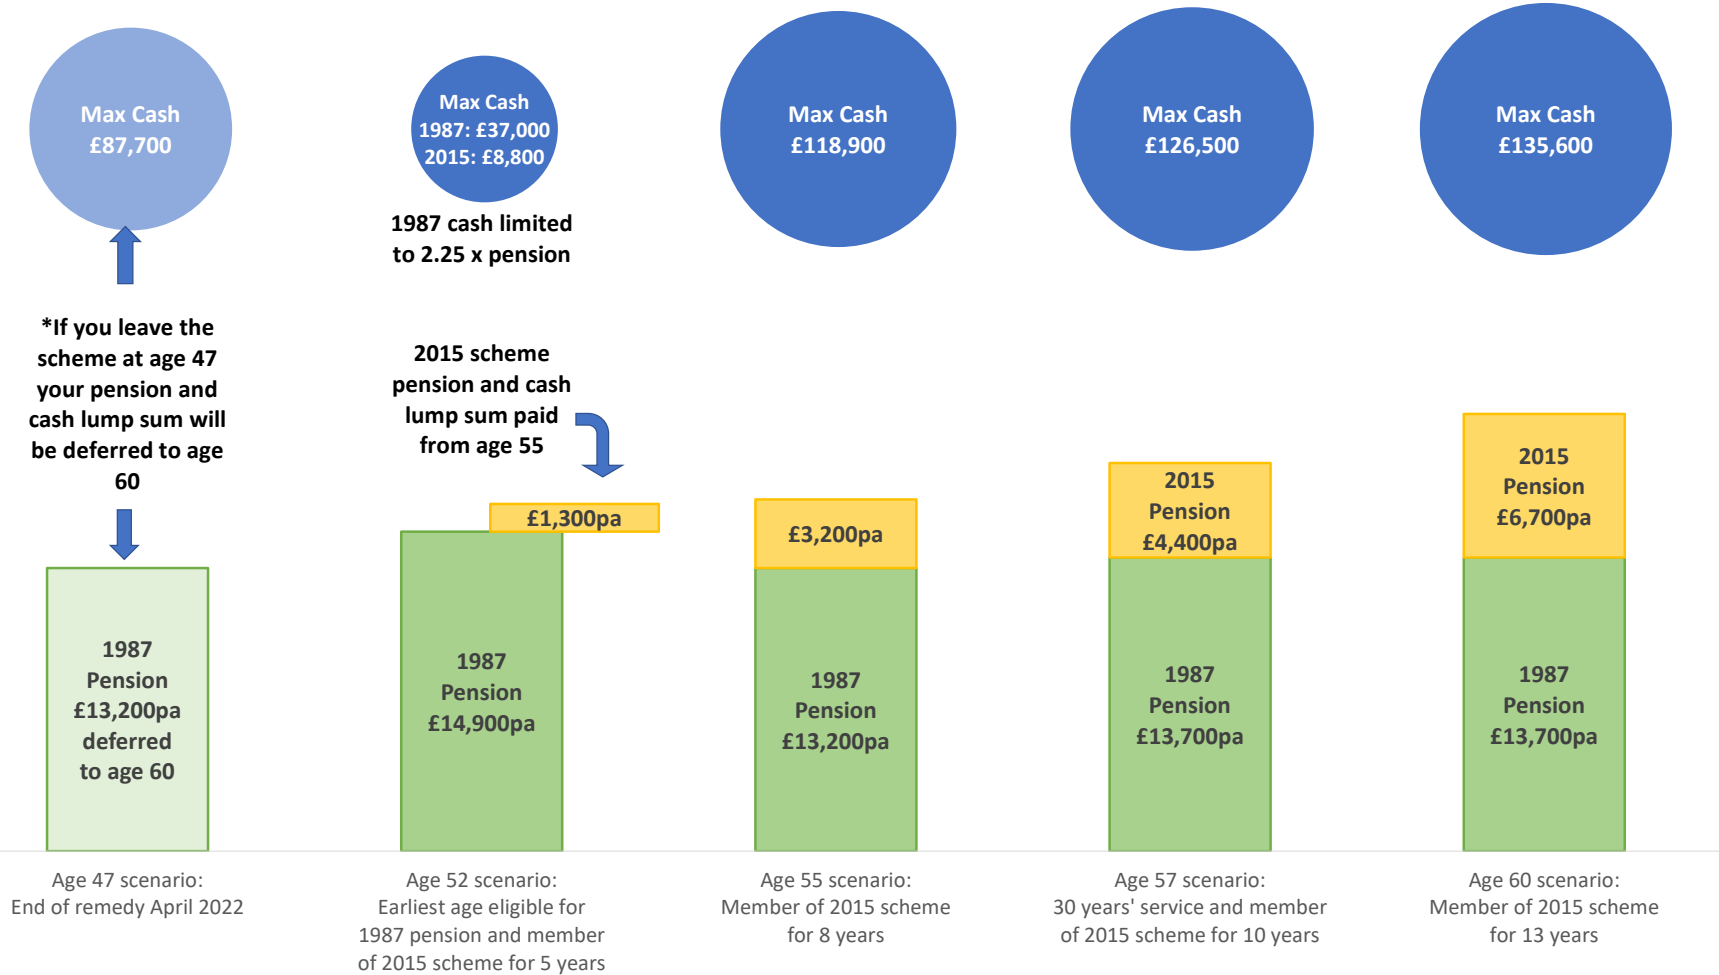 Max Cash
£87,700
Max Cash
1987: £37,000
2015: £8,800
Max Cash
£118,900
Max Cash
£126,500
Max Cash
£135,600
1987 cash limited
to 2.25 x pension
*If you leave the
scheme at age 47
your pension and
cash lump sum will
be deferred to age
60
2015 scheme
pension and cash
lump sum paid
from age 55
1987
Pension
£13,200pa
deferred
to age 60
£1,300pa
1987
Pension
£14,900pa
£3,200pa
1987
Pension
£13,200pa
2015
Pension
£4,400pa
1987
Pension
£13,700pa
2015
Pension
£6,700pa
1987
Pension
£13,700pa
Age 47 scenario:
End of remedy April 2022
Age 52 scenario:
Earliest age eligible for
1987 pension and member
of 2015 scheme for 5 years
Age 55 scenario:
Member of 2015 scheme
for 8 years
Age 57 scenario:
30 years' service and member
of 2015 scheme for 10 years
Age 60 scenario:
Member of 2015 scheme
for 13 years